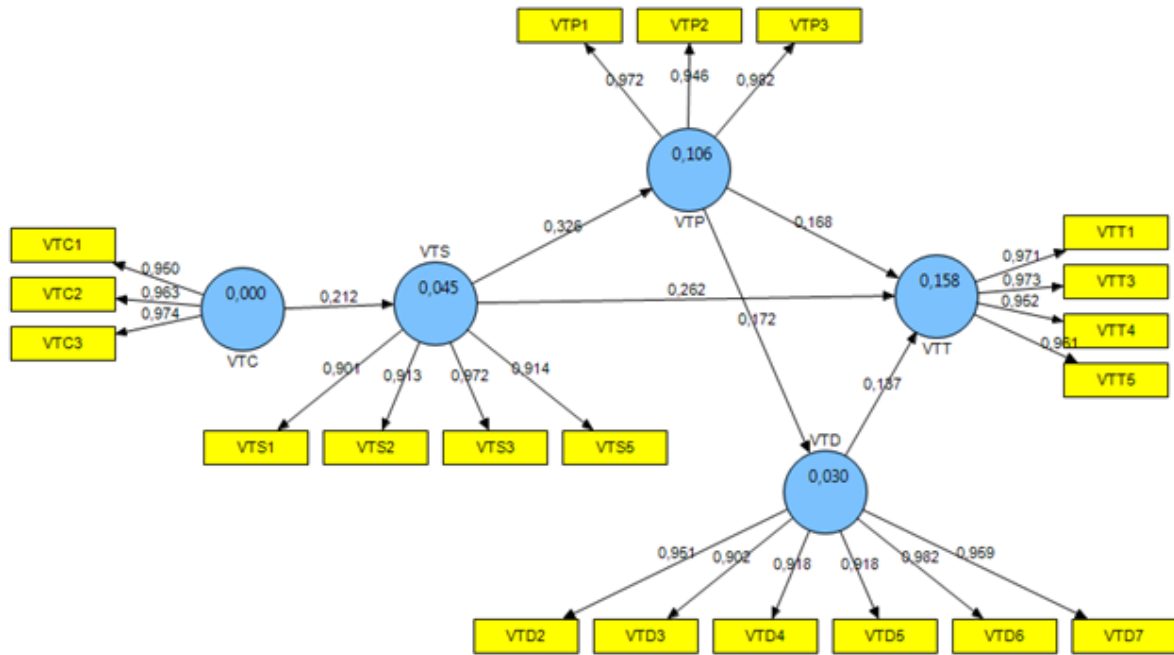 VTP1
VTP2
VTP3
0,972
0,946
0,982
0,106
VTP
0,326
0,168
0,172
VTC1
VTC2
VTC3
0,950
0,963
0,974
0,000
VTC
0,212
VTS
0,045
0,262
0,901
0,913
0,972
0,914
VTS1
VTS2
VTS3
VTS5
0,158
VTT
0,971
0,973
0,952
0,961
VTT1
VTT3
VTT4
VTT5
0,137
VTD
0,030
0,951
0,902
0,918
0,918
0,982
0,959
VTD2
VTD3
VTD4
VTD5
VTD6
VTD7